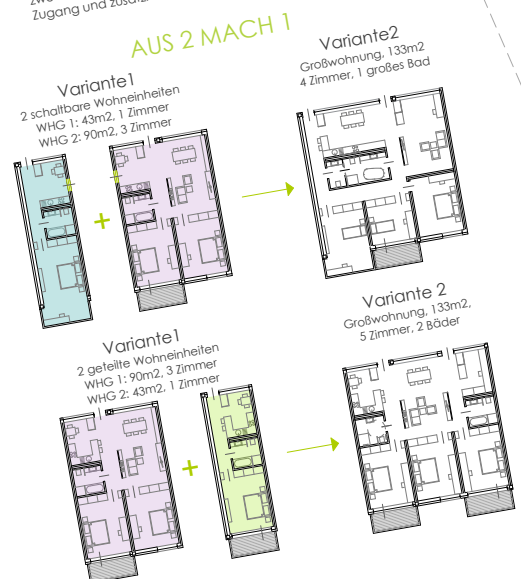 Zugang und
AUS 2 MACH 1
Variante1
2 schaltbare Wohneinheiten
WHG 1: 43m2, 1 Zimmer
WHG 2: 90m2, 3 Zimmer
Variante2
Großwohnung, 133m2
4 Zimmer, 1 großes Bad
+
Variante1
2 geteilte Wohneinheiten
WHG 1: 90m2, 3 Zimmer
WHG 2: 43m2, 1 Zimmer
Variante 2
Großwohnung, 133m2,
5 Zimmer, 2 Bäder
+